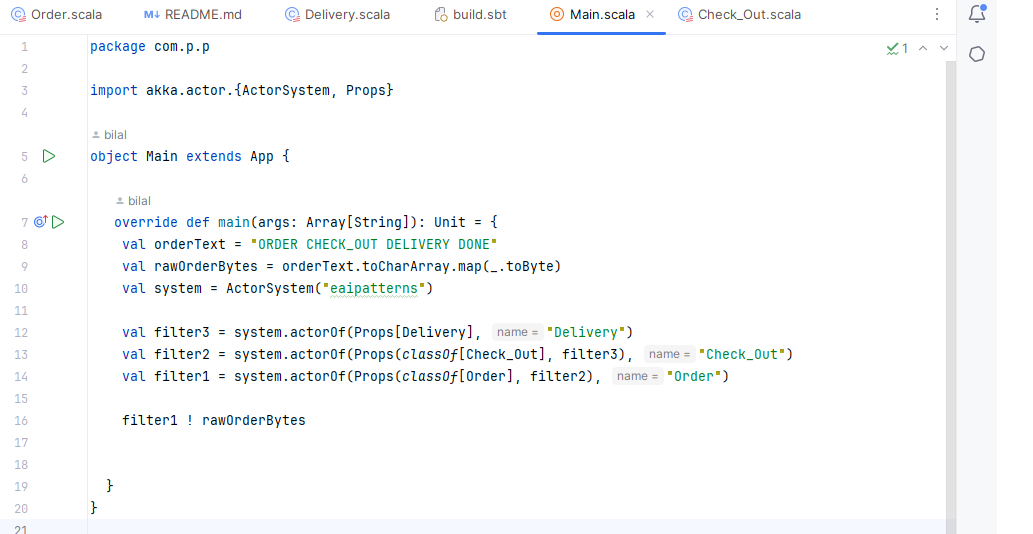 Order.scala README.md Delivery.scala build.sbt Main.scala Check_Out.scala
1 package com.p.p 1
2
3 import akka.actor.{ActorSystem, Props}
4
bilal
5 object Main extends App {
6
bilal
7 override def main(args: Array[String]): Unit = {
8 val orderText = "ORDER CHECK_OUT DELIVERY DONE"
9 val rawOrderBytes = orderText.toCharArray.map(_.toByte)
10 val system = ActorSystem("eaipatterns")
11
12 val filter3 = system.actorOf(Props[Delivery], name = "Delivery")
13 val filter2 = system.actorOf(Props(classOf[Check_Out], filter3), name = "Check_Out")
14 val filter1 = system.actorOf(Props(classOf[Order], filter2), name = "Order")
15
16 filter1 ! rawOrderBytes
17
18
19 }
20 }
21